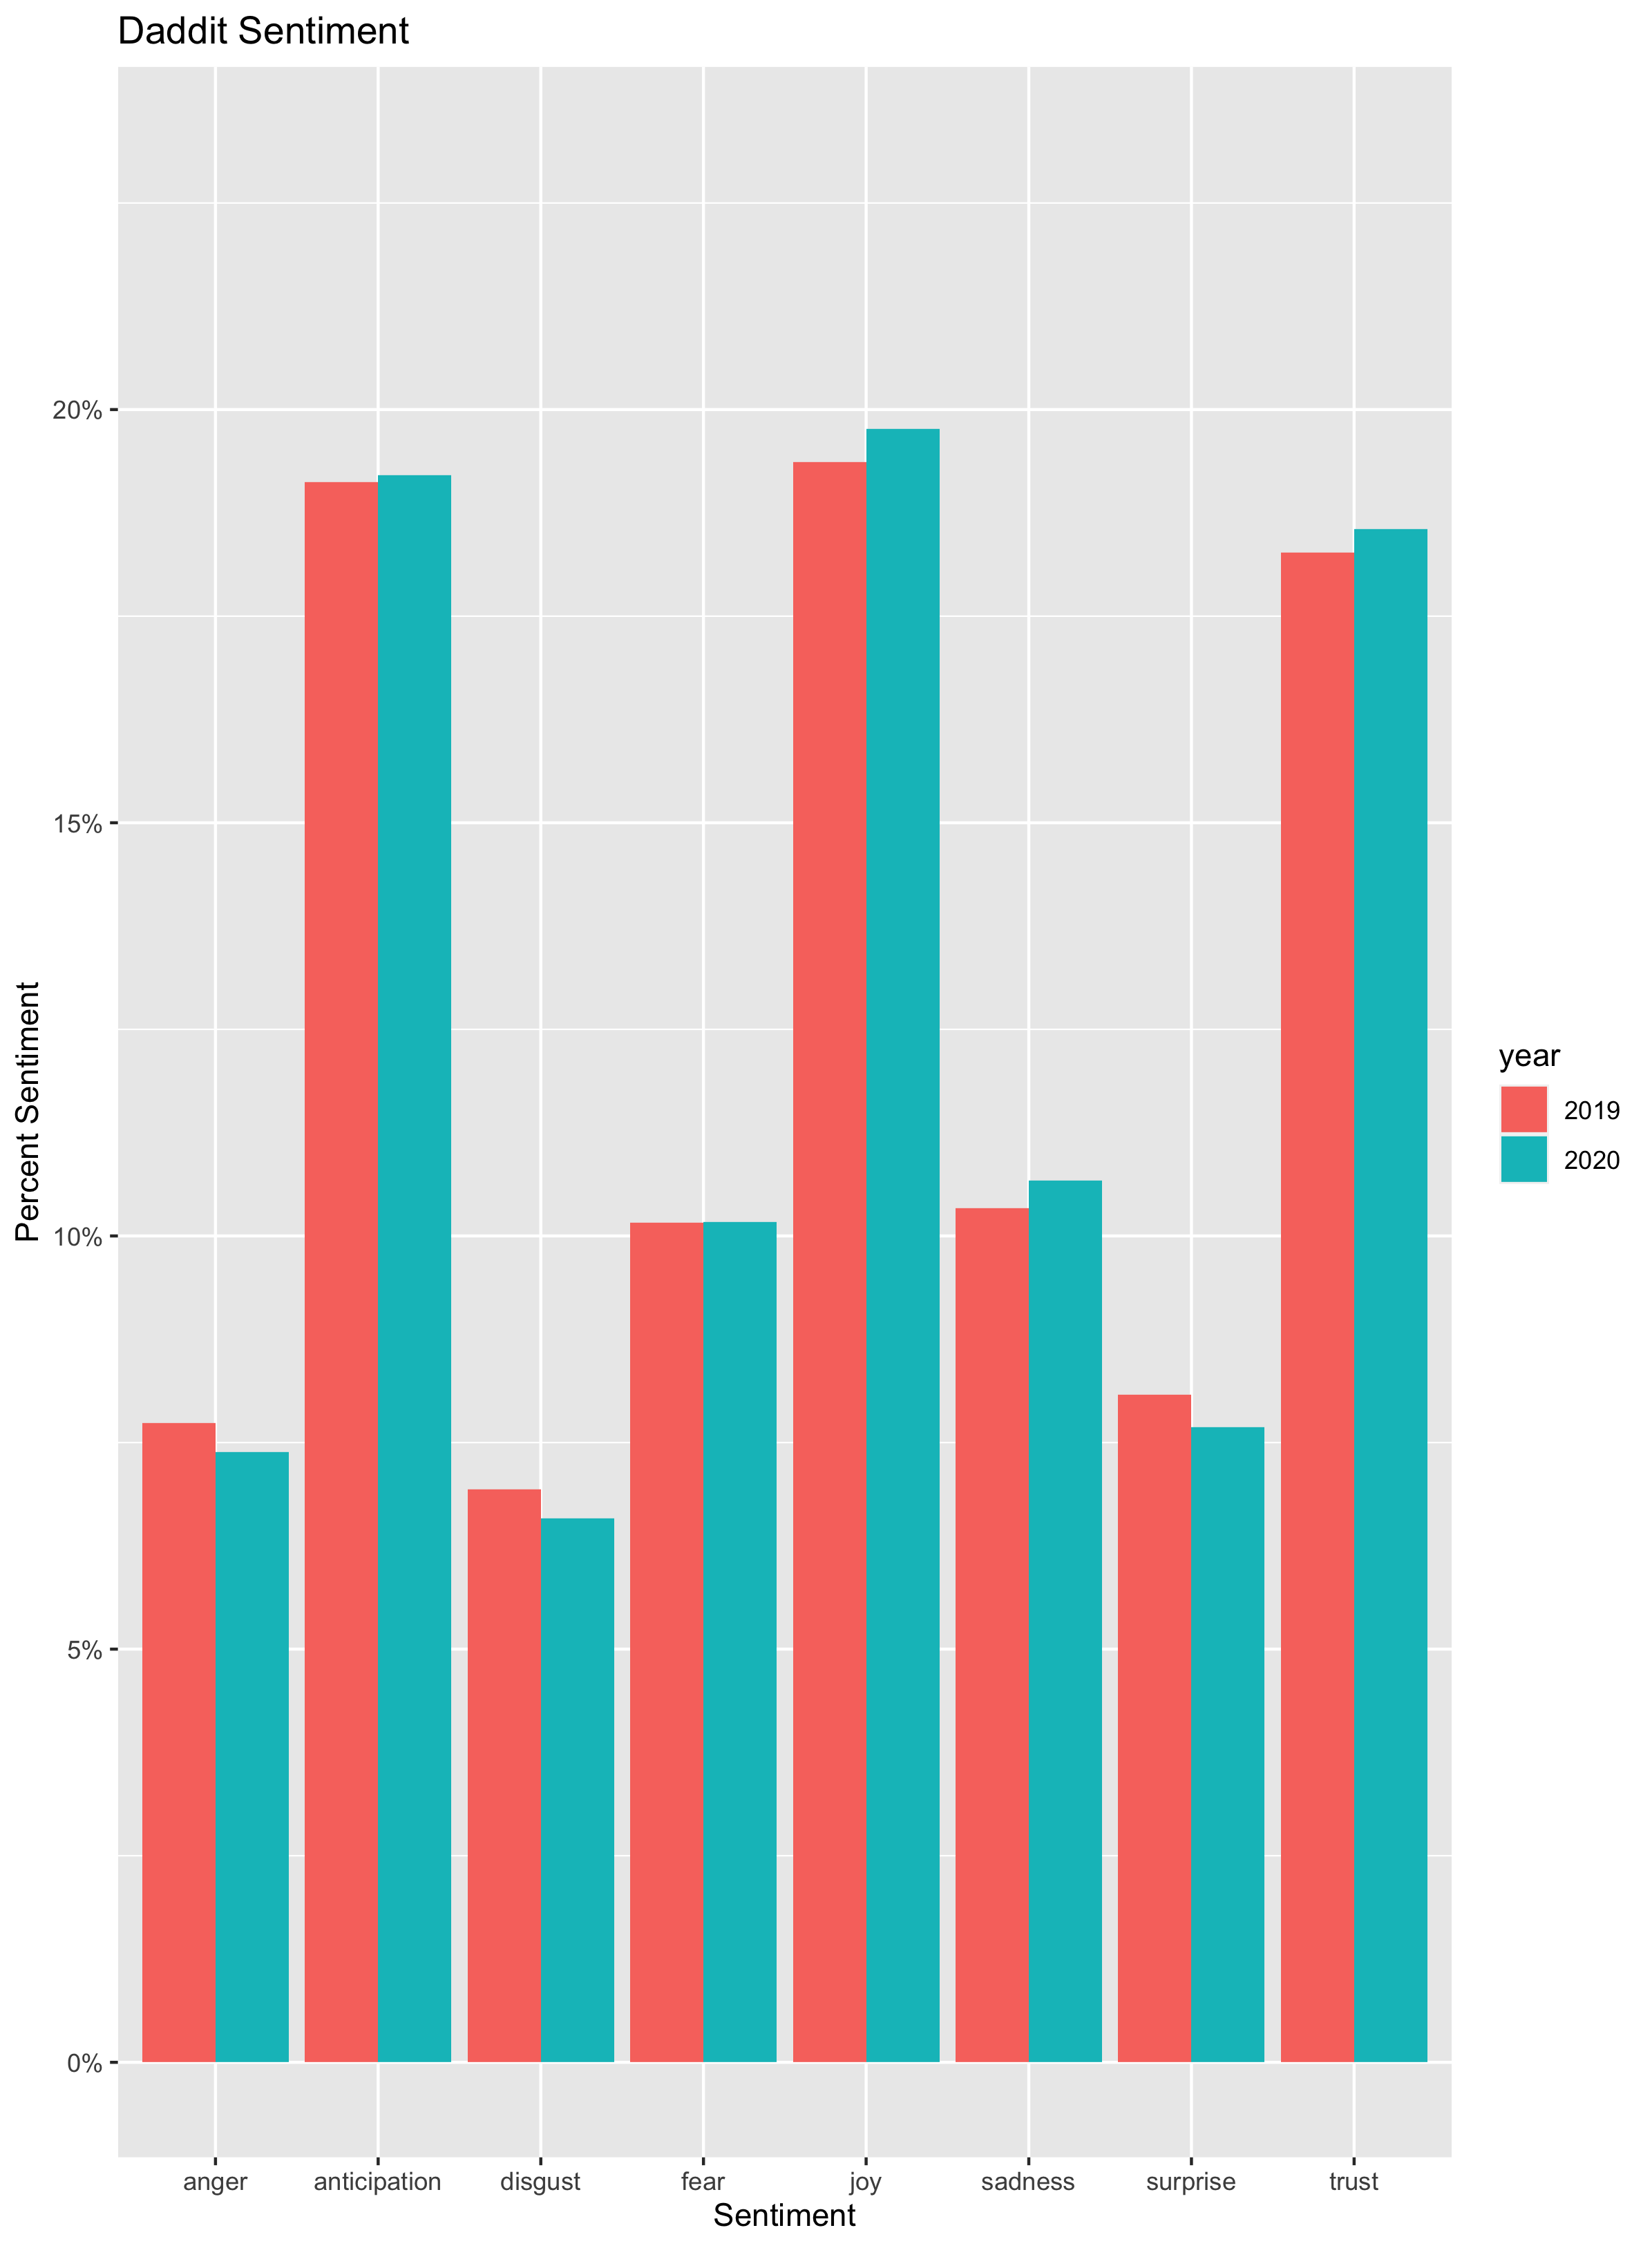 Daddit Sentiment
Percent Sentiment
20%
15%
10%
5%
0%
anger anticipation disgust fear joy sadness surprise trust
Sentiment
year
2019
2020